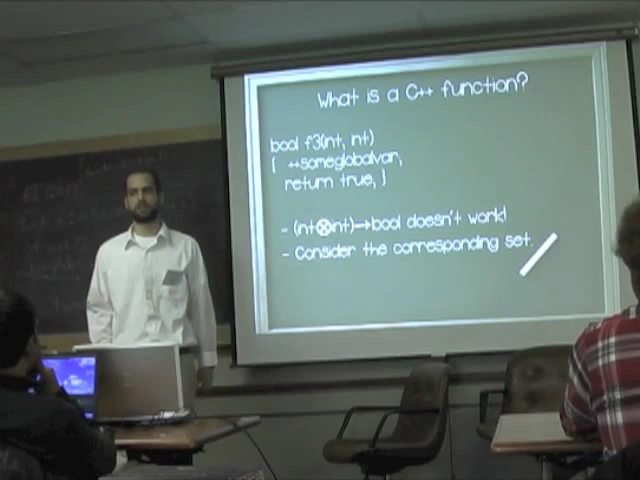 What is a C++ function?
bool f3(int, int)
{ ++someglobalvar;
return true; }
- (int⊗int)→bool doesn't work!
- Consider the corresponding set.